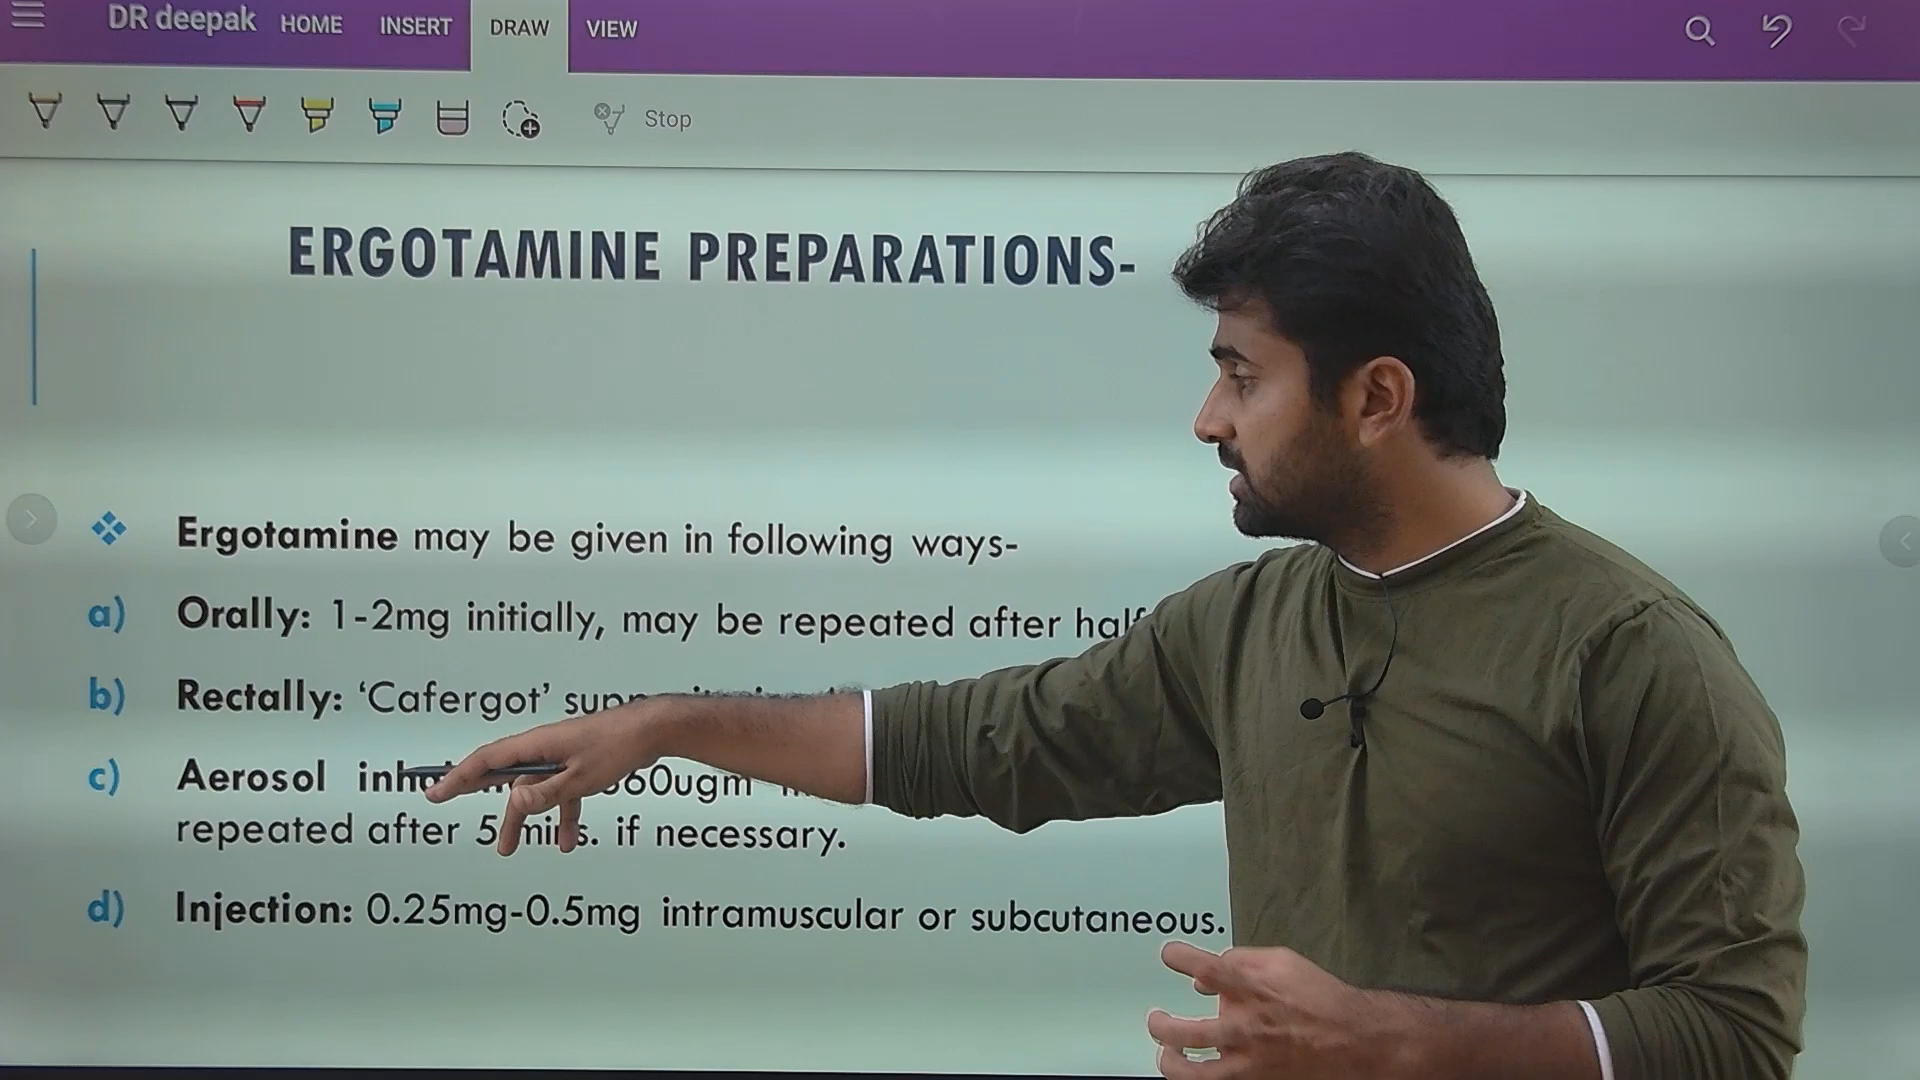 DR deepak HOME INSERT DRAW VIEW
Stop
ERGOTAMINE PREPARATIONS-
Ergotamine may be given in following ways-
a) Orally: 1-2mg initially, may be repeated after
b) Rectally: ‘Cafergot’
c) Aerosol
repeated after 5 mins. if necessary.
d) Injection: 0.25mg-0.5mg intramuscular or subcutaneous.